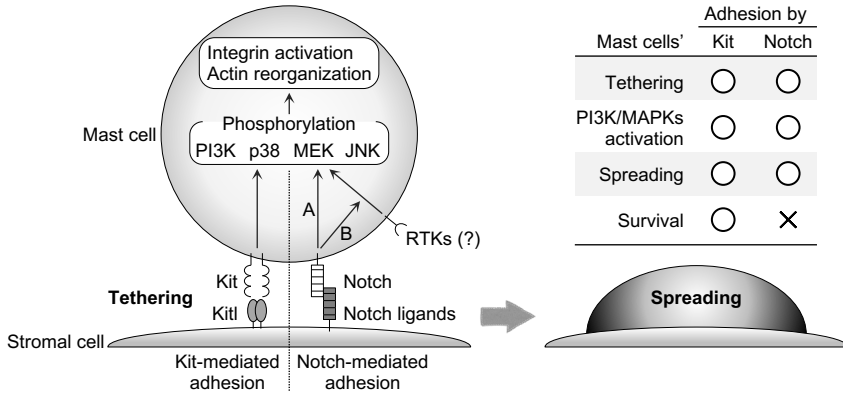 Integrin activation
Actin reorganization
Phosphorylation
PI3K p38 MEK JNK
Mast cell
A
B
RTKs (?)
Kit
Notch
Tethering
Kitl
Notch ligands
Stromal cell
Kit-mediated
adhesion
Notch-mediated
adhesion
Adhesion by
Mast cells’ Kit Notch
Tethering ○ ○
PI3K/MAPKs
activation ○ ○
Spreading ○ ○
Survival ○ ×
Spreading